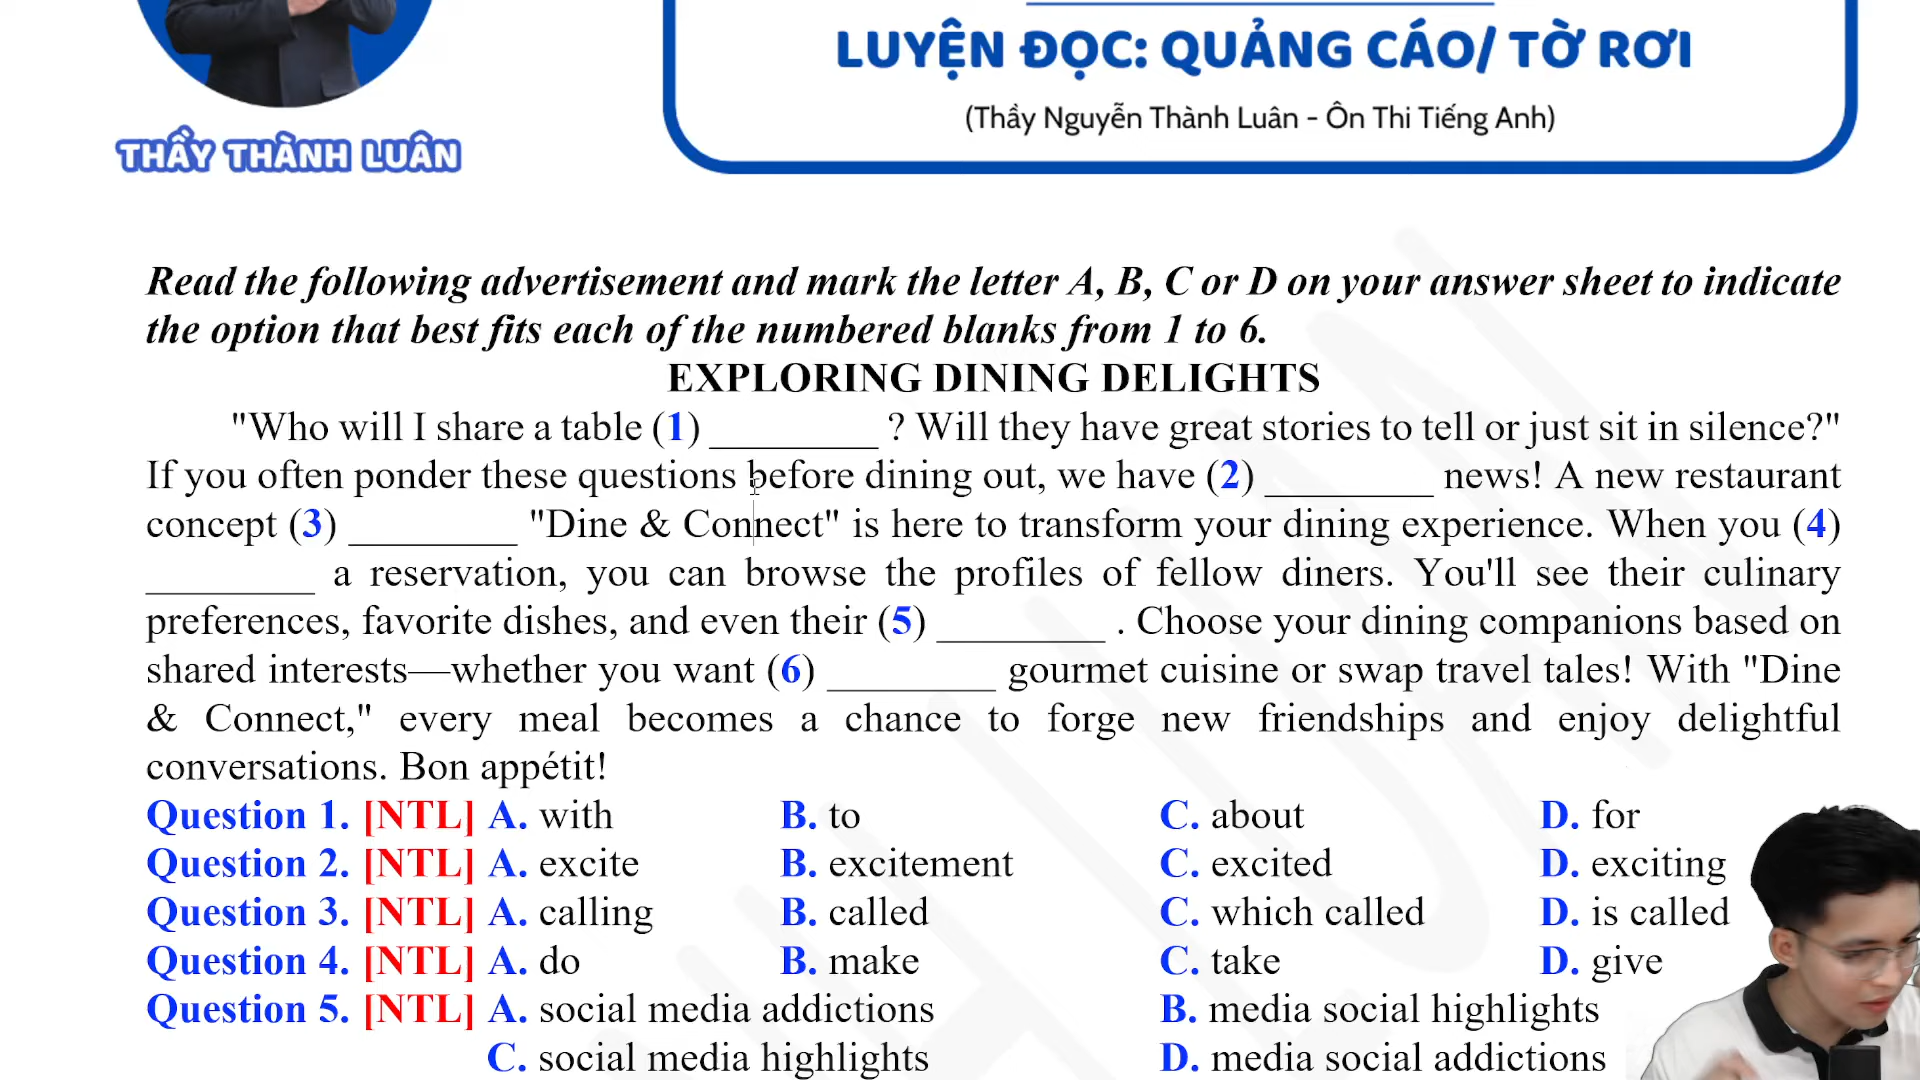 LUYỆN ĐỌC: QUẢNG CÁO/ TỜ RƠI
(Thầy Nguyễn Thành Luân - Ôn Thi Tiếng Anh)
THẦY THÀNH LUÂN
Read the following advertisement and mark the letter A, B, C or D on your answer sheet to indicate
the option that best fits each of the numbered blanks from 1 to 6.
EXPLORING DINING DELIGHTS
"Who will I share a table (1) ________ ? Will they have great stories to tell or just sit in silence?"
If you often ponder these questions before dining out, we have (2) ________ news! A new restaurant
concept (3) ________ "Dine & Connect" is here to transform your dining experience. When you (4)
________ a reservation, you can browse the profiles of fellow diners. You'll see their culinary
preferences, favorite dishes, and even their (5) ________ . Choose your dining companions based on
shared interests—whether you want (6) ________ gourmet cuisine or swap travel tales! With "Dine
& Connect," every meal becomes a chance to forge new friendships and enjoy delightful
conversations. Bon appétit!
Question 1. [NTL] A. with B. to C. about D. for
Question 2. [NTL] A. excite B. excitement C. excited D. exciting
Question 3. [NTL] A. calling B. called C. which called D. is called
Question 4. [NTL] A. do B. make C. take D. give
Question 5. [NTL] A. social media addictions B. media social highlights
C. social media highlights D. media social addictions